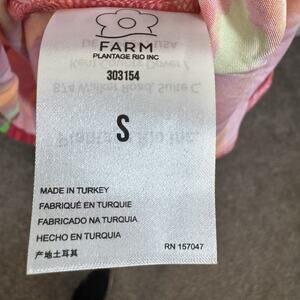 FARM
PLANTAGE RIO INC
303154
S
MADE IN TURKEY
FABRIQUÉ EN TURQUIE
FABRICADO NA TURQUIA
HECHO EN TURQUIA
产地土耳其
RN 157047